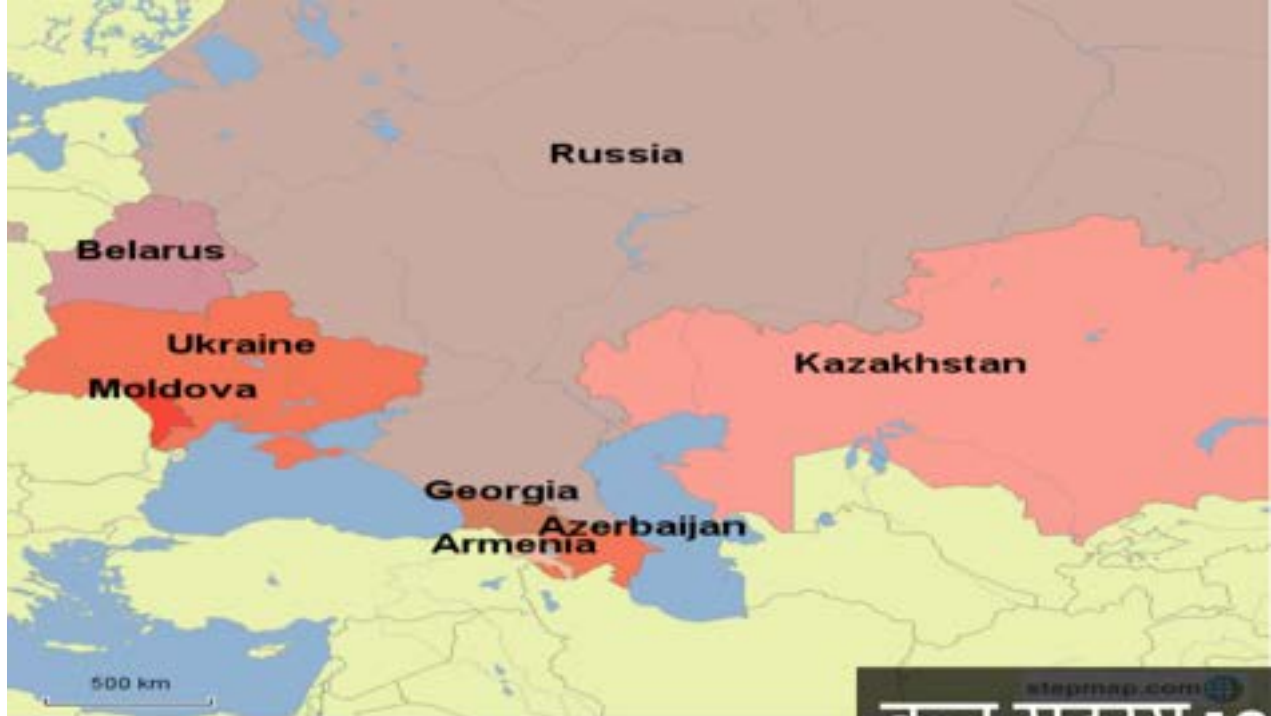 Russia
Belarus
Ukraine
Kazakhstan
Moldova
Georgia
Azerbaijan
Armenia
500 km
stepmap.com